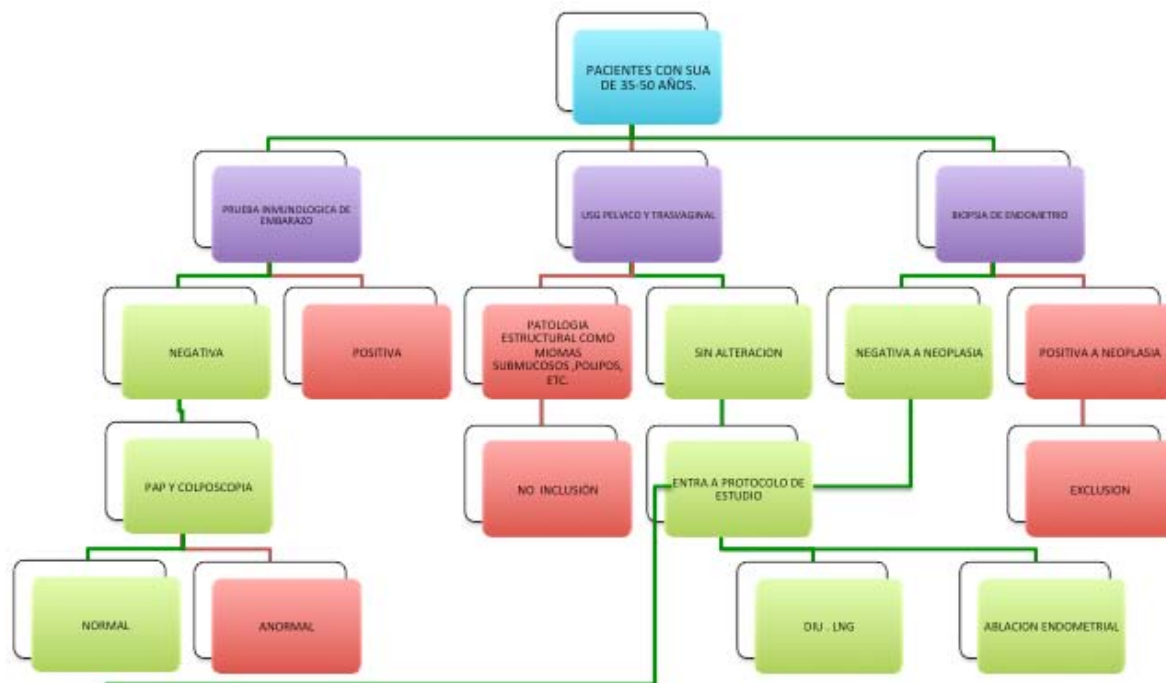 PACIENTES CON SUA
DE 35-50 AÑOS.
PRUEBA INMUNOLOGICA DE
EMBARAZO
USG PELVICO Y TRASVAGINAL
BIOPSIA DE ENDOMETRIO
NEGATIVA
POSITIVA
PATOLOGIA
ESTRUCTURAL COMO
MIOMAS
SUBMUCOSOS ,POLIPOS,
ETC.
SIN ALTERACION
NEGATIVA A NEOPLASIA
POSITIVA A NEOPLASIA
PAP Y COLPOSCOPIA
NO INCLUSIÓN
ENTRA A PROTOCOLO DE
ESTUDIO
EXCLUSION
NORMAL
ANORMAL
DIU . LNG
ABLACION ENDOMETRIAL